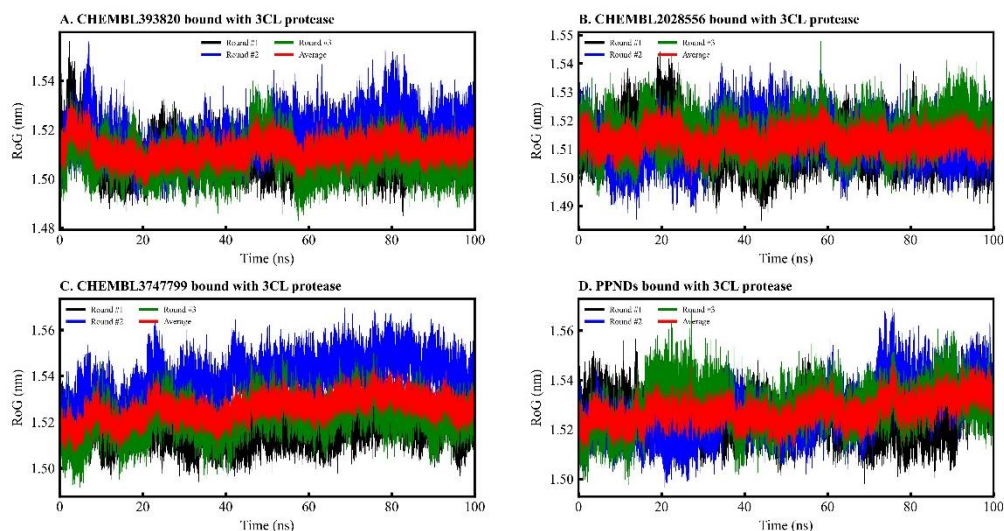 A. CHEMBL393820 bound with 3CL protease
Round #1
Round #3
Round #2
Average
1.54
1.52
1.50
1.48
RoG (nm)
0
20
40
60
80
100
Time (ns)
B. CHEMBL2028556 bound with 3CL protease
Round #1
Round #3
Round #2
Average
1.55
1.53
1.52
1.51
1.50
1.49
RoG (nm)
0
20
40
60
80
100
Time (ns)
C. CHEMBL3747799 bound with 3CL protease
Round #1
Round #3
Round #2
Average
1.56
1.54
1.52
1.50
RoG (nm)
0
20
40
60
80
100
Time (ns)
D. PPNDs bound with 3CL protease
Round #1
Round #3
Round #2
Average
1.56
1.54
1.52
1.50
RoG (nm)
0
20
40
60
80
100
Time (ns)